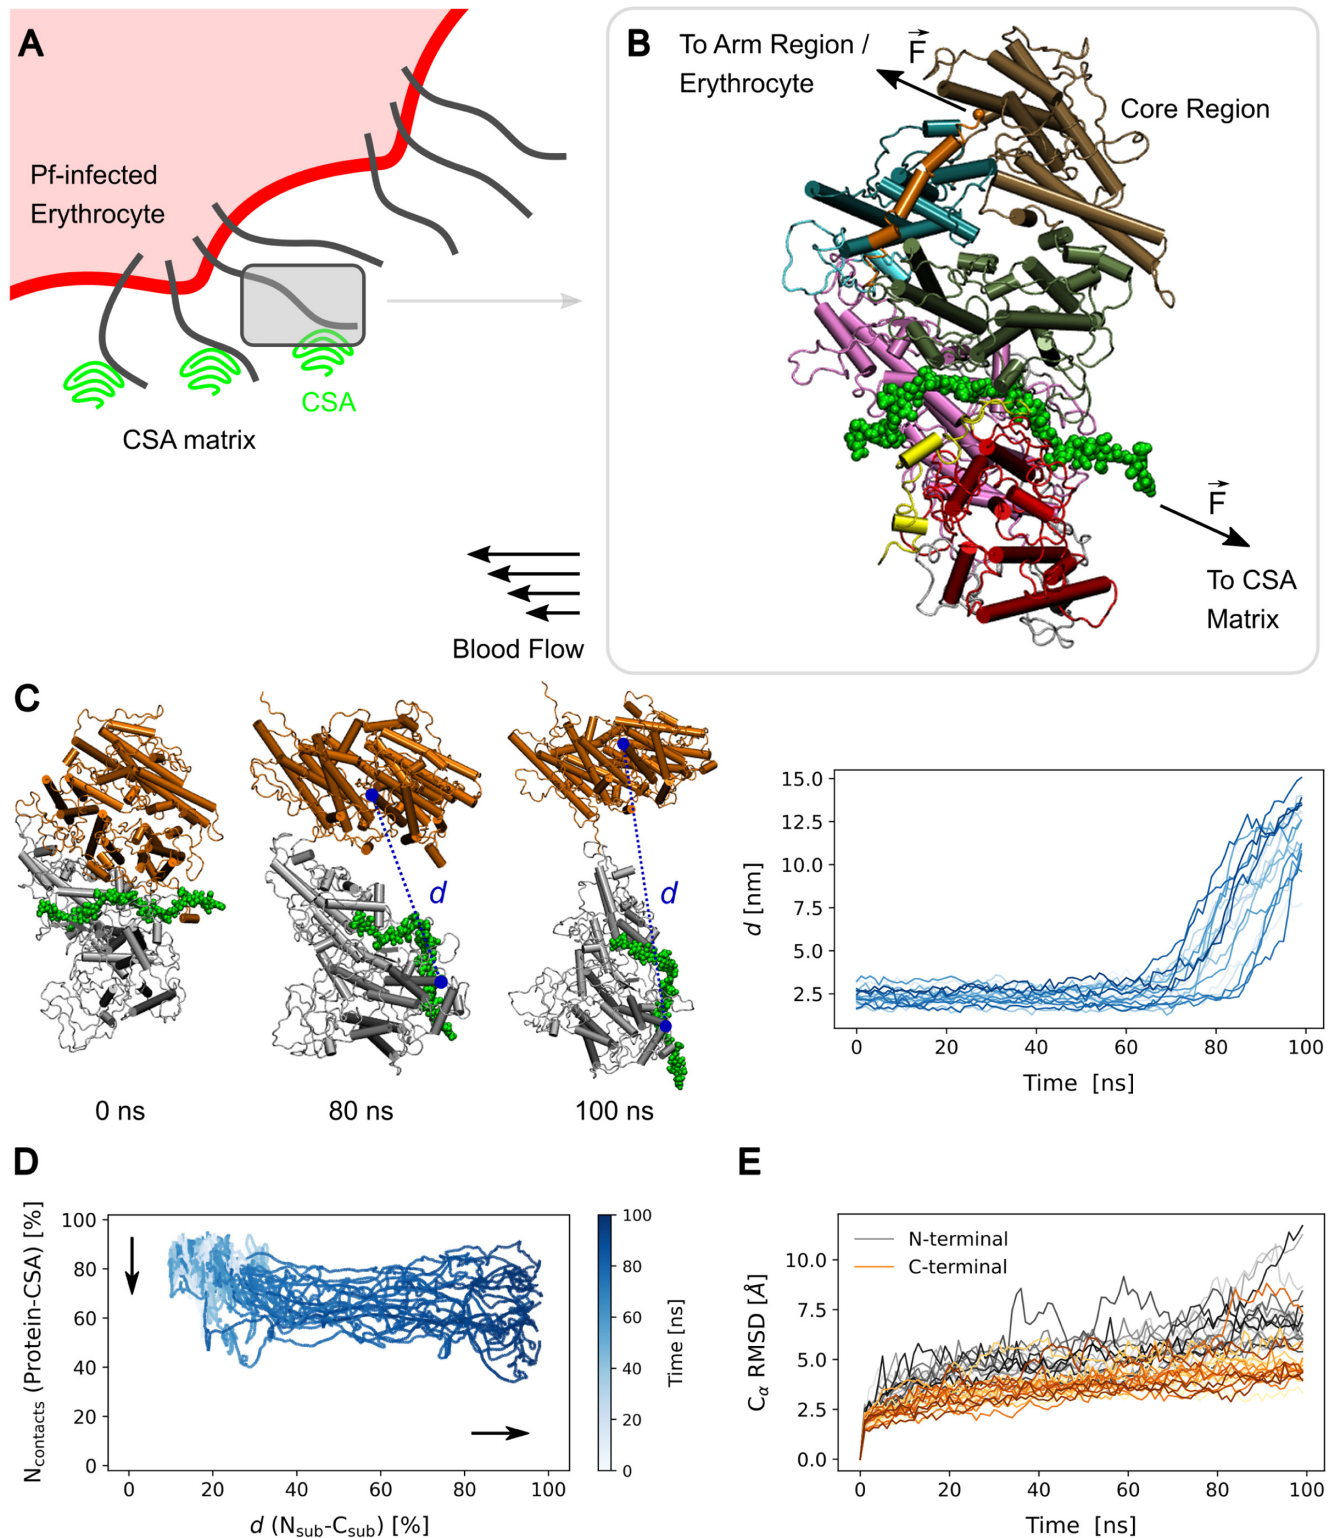 A
Pf-infected
Erythrocyte
CSA
CSA matrix
Blood Flow
B
To Arm Region /
Erythrocyte
F
Core Region
F
To CSA
Matrix
C
d
d
0 ns
80 ns
100 ns
d [nm]
15.0
12.5
10.0
7.5
5.0
2.5
0
20
40
60
80
100
Time [ns]
D
Ncontacts (Protein-CSA) [%]
100
80
60
40
20
0
0
20
40
60
80
100
d (Nsub-Csub) [%]
100
80
60
40
20
0
Time [ns]
E
N-terminal
C-terminal
Cα RMSD [Å]
10.0
7.5
5.0
2.5
0.0
0
20
40
60
80
100
Time [ns]